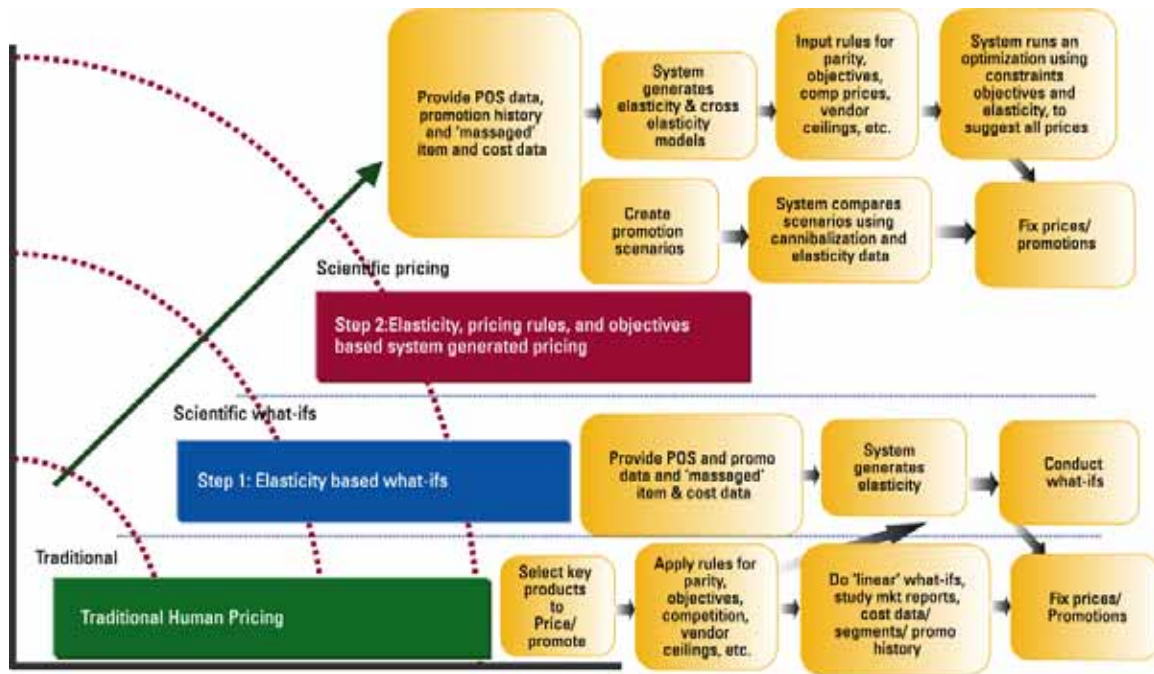 Provide POS data,
promotion history
and 'massaged'
item and cost data
System
generates
elasticity & cross
elasticity
models
Input rules for
parity,
objectives,
comp prices,
vendor
ceilings, etc.
System runs an
optimization using
constraints
objectives and
elasticity, to
suggest all prices
Create
promotion
scenarios
System compares
scenarios using
cannibalization and
elasticity data
Fix prices/
promotions
Scientific pricing
Step 2:Elasticity, pricing rules, and objectives
based system generated pricing
Scientific what-ifs
Step 1: Elasticity based what-ifs
Provide POS and promo
data and 'massaged'
item & cost data
System
generates
elasticity
Conduct
what-ifs
Traditional
Traditional Human Pricing
Select key
products
to
Price/
promote
Apply rules for
parity,
objectives,
competition,
vendor
ceilings, etc.
Do 'linear' what-ifs,
study mkt reports,
cost data/
segments/ promo
history
Fix prices/
Promotions